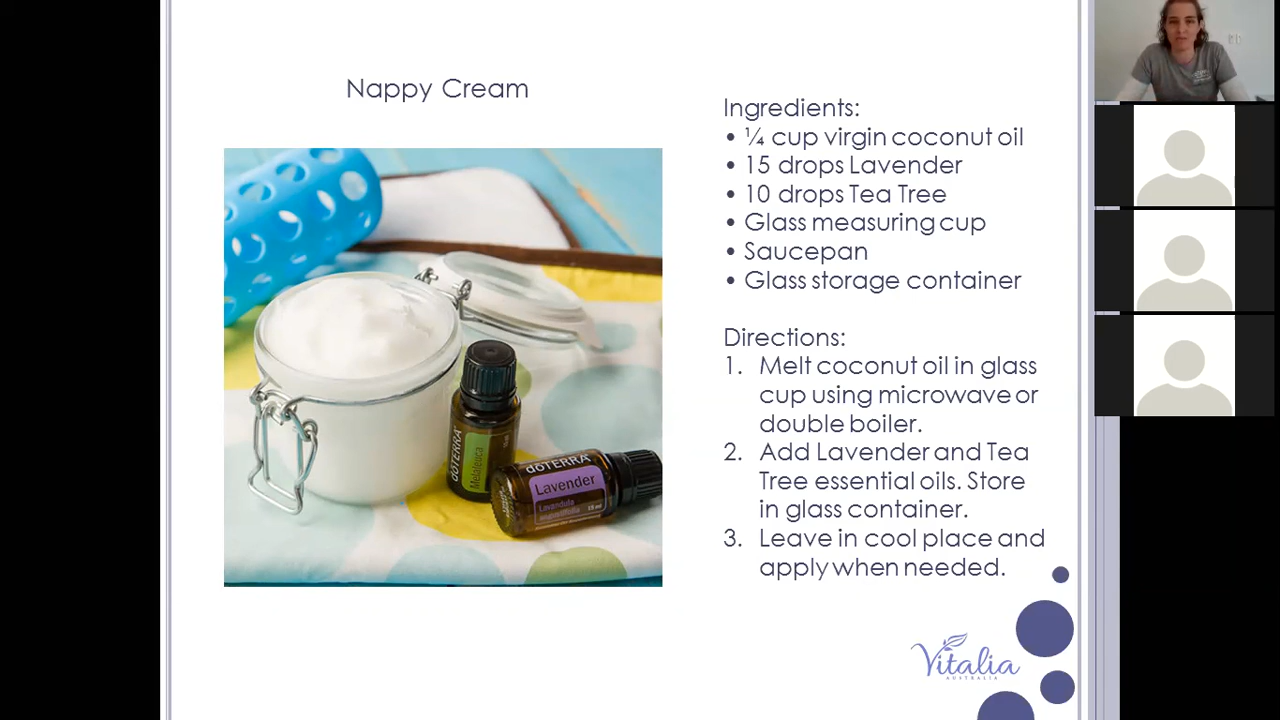 Nappy Cream
Ingredients:
• ¼ cup virgin coconut oil
• 15 drops Lavender
• 10 drops Tea Tree
• Glass measuring cup
• Saucepan
• Glass storage container
Directions:
1. Melt coconut oil in glass
cup using microwave or
double boiler.
2. Add Lavender and Tea
Tree essential oils. Store
in glass container.
3. Leave in cool place and
apply when needed.
dōTERRA
Melaleuca
dōTERRA
Lavender
Lavandula
angustifolia
15 ml
Vitalia
AUSTRALIA